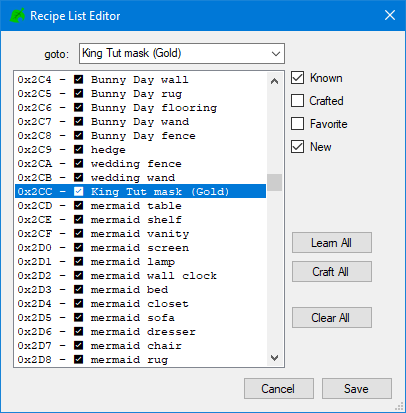 Recipe List Editor
goto: King Tut mask (Gold)
0x2C4 - Bunny Day wall
0x2C5 - Bunny Day rug
0x2C6 - Bunny Day flooring
0x2C7 - Bunny Day wand
0x2C8 - Bunny Day fence
0x2C9 - hedge
0x2CA - wedding fence
0x2CB - wedding wand
0x2CC - King Tut mask (Gold)
0x2CD - mermaid table
0x2CE - mermaid shelf
0x2CF - mermaid vanity
0x2D0 - mermaid screen
0x2D1 - mermaid lamp
0x2D2 - mermaid wall clock
0x2D3 - mermaid bed
0x2D4 - mermaid closet
0x2D5 - mermaid sofa
0x2D6 - mermaid dresser
0x2D7 - mermaid chair
0x2D8 - mermaid rug
Known
Crafted
Favorite
New
Learn All
Craft All
Clear All
Cancel
Save